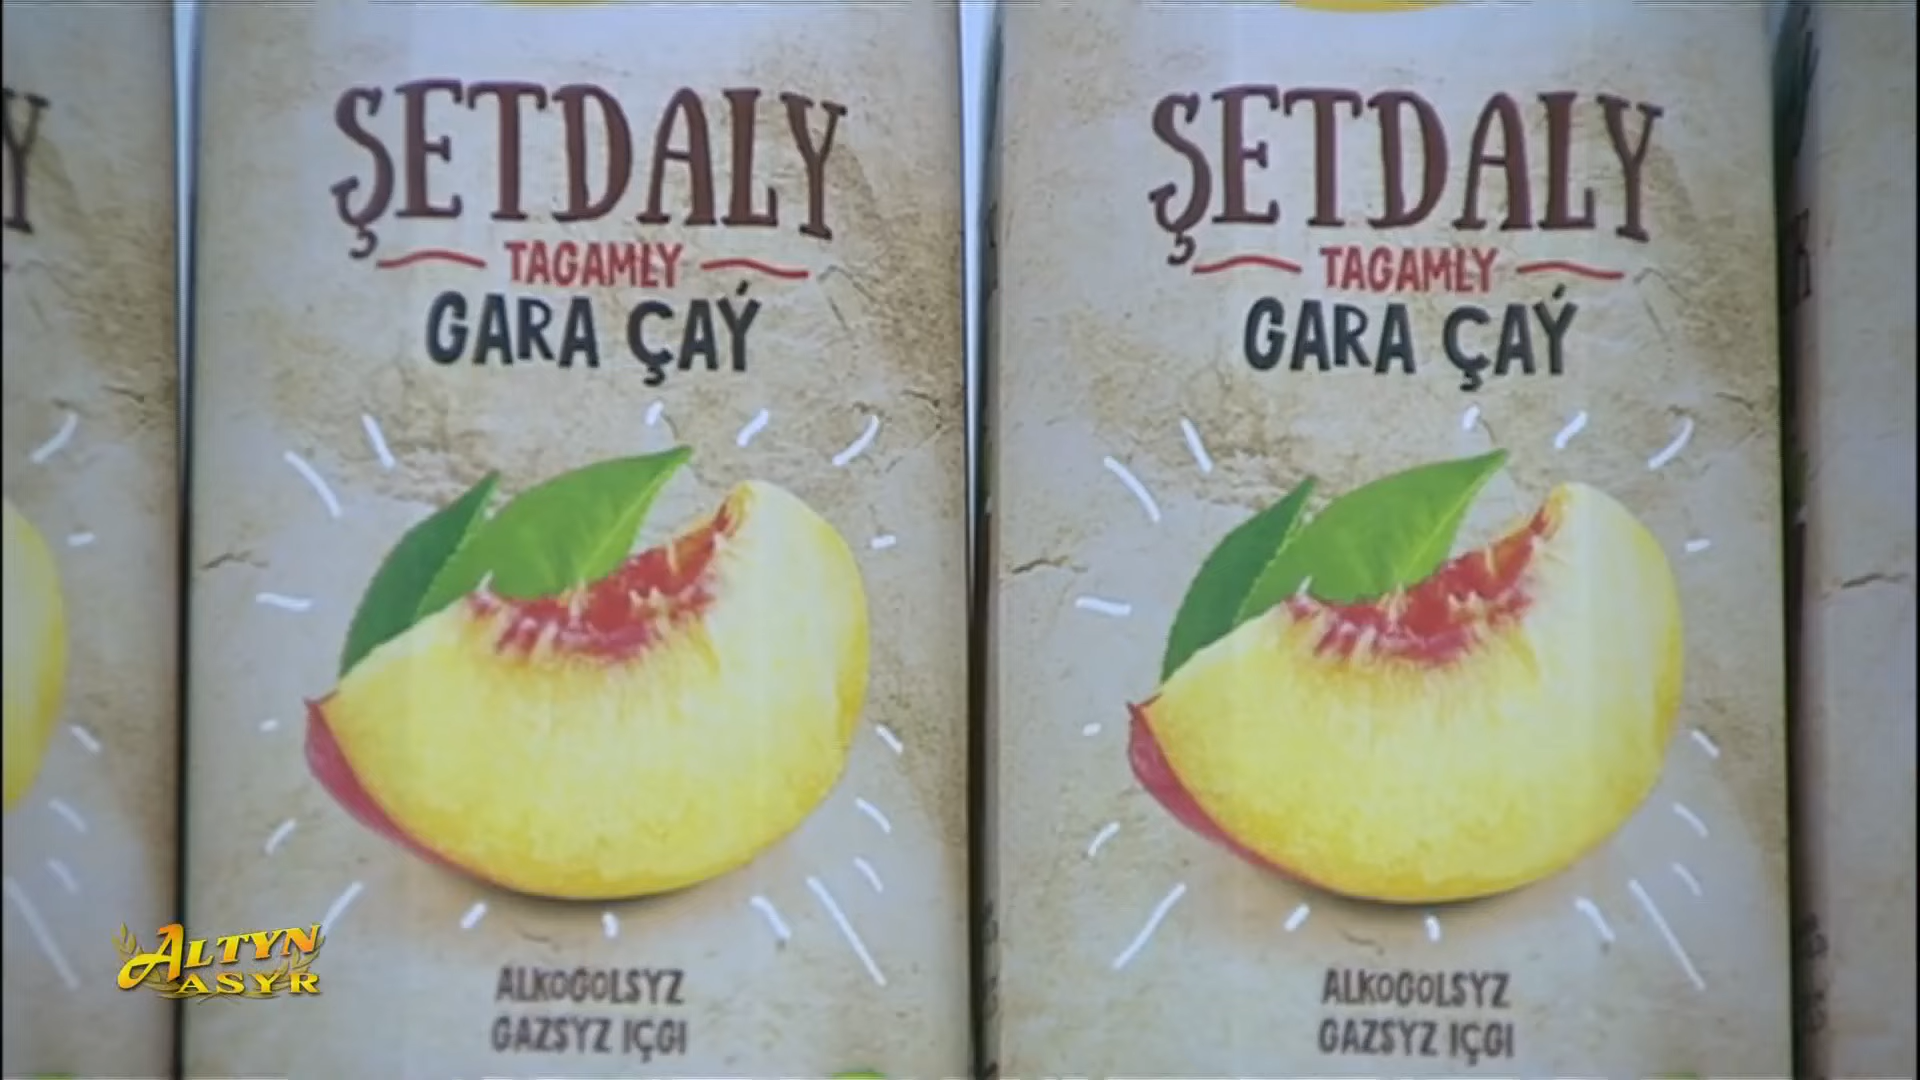 ŞETDALY
TAGAMLY
GARA ÇAÝ
ALKOGOLSYZ
GAZSYZ IÇGI
ŞETDALY
TAGAMLY
GARA ÇAÝ
ALKOGOLSYZ
GAZSYZ IÇGI
Y
ALTYN
ASYR